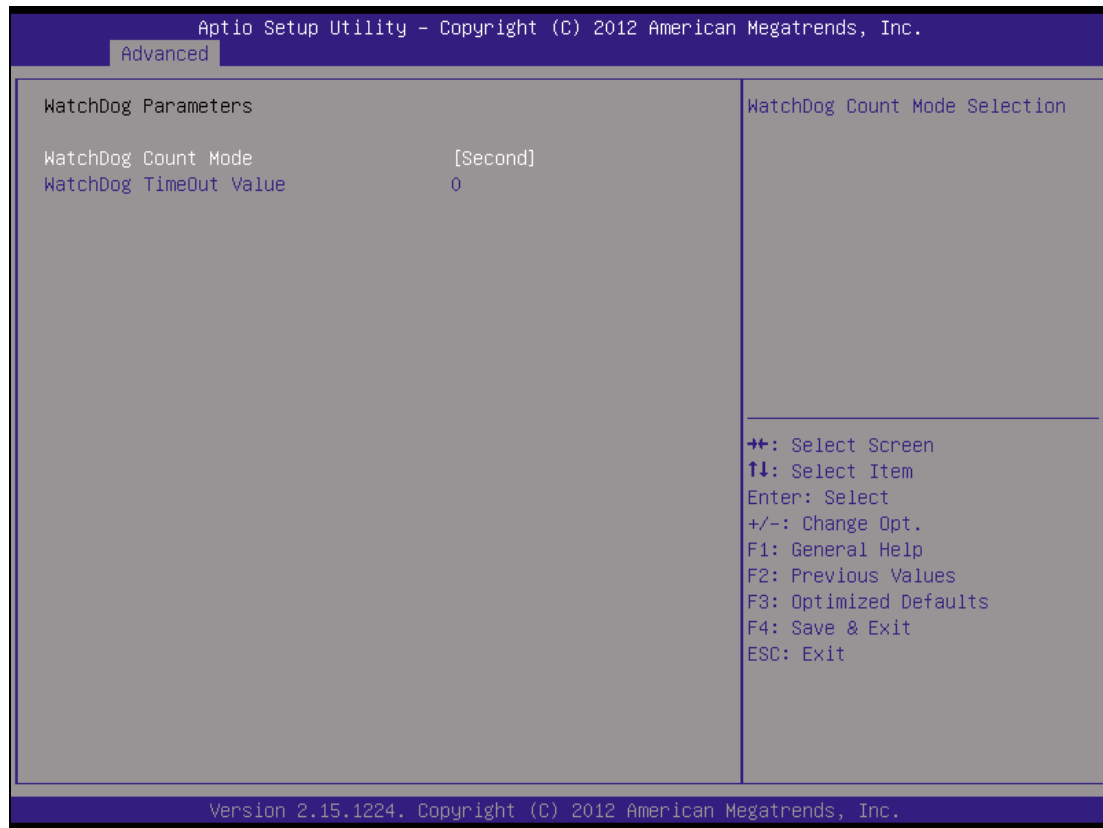 Aptio Setup Utility – Copyright (C) 2012 American Megatrends, Inc.
Advanced
WatchDog Parameters
WatchDog Count Mode [Second]
WatchDog TimeOut Value 0
WatchDog Count Mode Selection
→←: Select Screen
↑↓: Select Item
Enter: Select
+/-: Change Opt.
F1: General Help
F2: Previous Values
F3: Optimized Defaults
F4: Save & Exit
ESC: Exit
Version 2.15.1224. Copyright (C) 2012 American Megatrends, Inc.